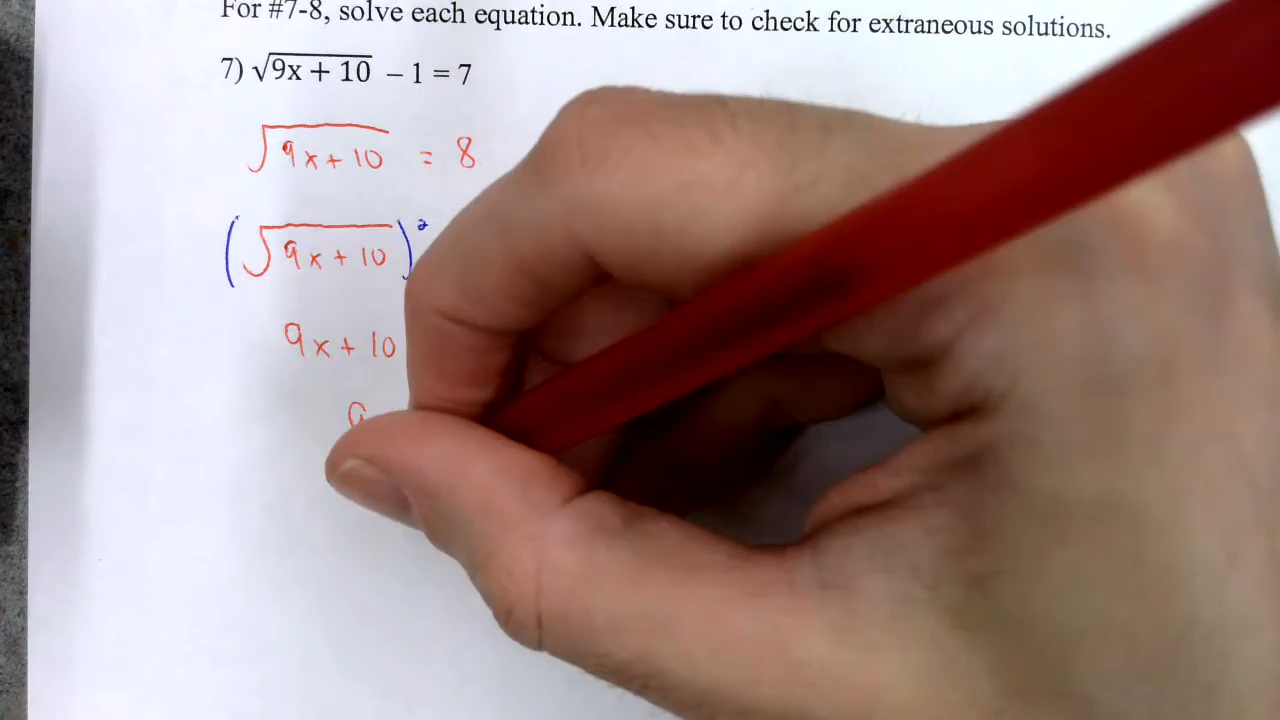 For #7-8, solve each equation. Make sure to check for extraneous solutions.
7) √9x + 10 − 1 = 7
√9x + 10 = 8
(√9x + 10)²
9x + 10